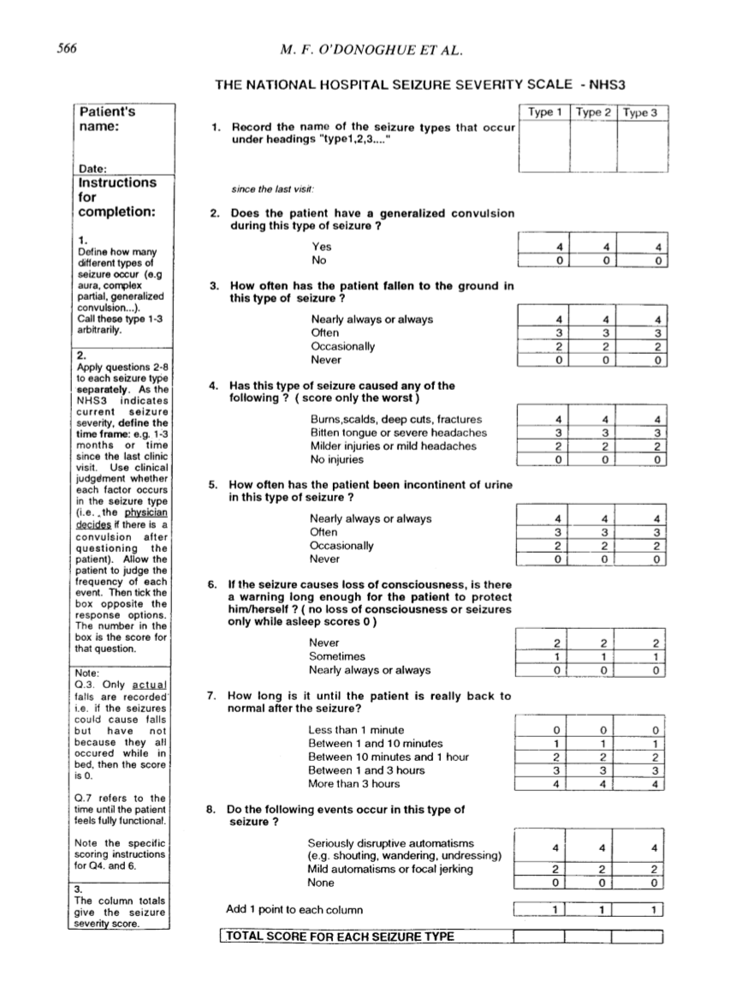 566
M. F. O'DONOGHUE ET AL.
THE NATIONAL HOSPITAL SEIZURE SEVERITY SCALE - NHS3
Patient's
name:
Date:
Instructions
for
completion:
1.
Define how many
different types of
seizure occur (e.g
aura, complex
partial, generalized
convulsion...).
Call these type 1-3
arbitrarily.
2.
Apply questions 2-8
to each seizure type
separately. As the
NHS3 indicates
current seizure
severity, define the
time frame: e.g. 1-3
months or time
since the last clinic
visit. Use clinical
judgement whether
each factor occurs
in the seizure type
(i.e. the physician
decides if there is a
convulsion after
questioning the
patient). Allow the
patient to judge the
frequency of each
event. Then tick the
box opposite the
response options.
The number in the
box is the score for
that question.
Note:
Q.3. Only actual
falls are recorded
i.e. if the seizures
could cause falls
but have not
because they all
occured while in
bed, then the score
is 0.
Q.7 refers to the
time until the patient
feels fully functional.
Note the specific
scoring instructions
for Q4. and 6.
3.
The column totals
give the seizure
severity score.
Type 1 Type 2 Type 3
1. Record the name of the seizure types that occur
under headings "type1,2,3...."
since the last visit:
2. Does the patient have a generalized convulsion
during this type of seizure ?
Yes 4 4 4
No 0 0 0
3. How often has the patient fallen to the ground in
this type of seizure ?
Nearly always or always 4 4 4
Often 3 3 3
Occasionally 2 2 2
Never 0 0 0
4. Has this type of seizure caused any of the
following ? ( score only the worst )
Burns,scalds, deep cuts, fractures 4 4 4
Bitten tongue or severe headaches 3 3 3
Milder injuries or mild headaches 2 2 2
No injuries 0 0 0
5. How often has the patient been incontinent of urine
in this type of seizure ?
Nearly always or always 4 4 4
Often 3 3 3
Occasionally 2 2 2
Never 0 0 0
6. If the seizure causes loss of consciousness, is there
a warning long enough for the patient to protect
him/herself ? ( no loss of consciousness or seizures
only while asleep scores 0 )
Never 2 2 2
Sometimes 1 1 1
Nearly always or always 0 0 0
7. How long is it until the patient is really back to
normal after the seizure?
Less than 1 minute 0 0 0
Between 1 and 10 minutes 1 1 1
Between 10 minutes and 1 hour 2 2 2
Between 1 and 3 hours 3 3 3
More than 3 hours 4 4 4
8. Do the following events occur in this type of
seizure ?
Seriously disruptive automatisms
(e.g. shouting, wandering, undressing) 4 4 4
Mild automatisms or focal jerking 2 2 2
None 0 0 0
Add 1 point to each column 1 1 1
TOTAL SCORE FOR EACH SEIZURE TYPE